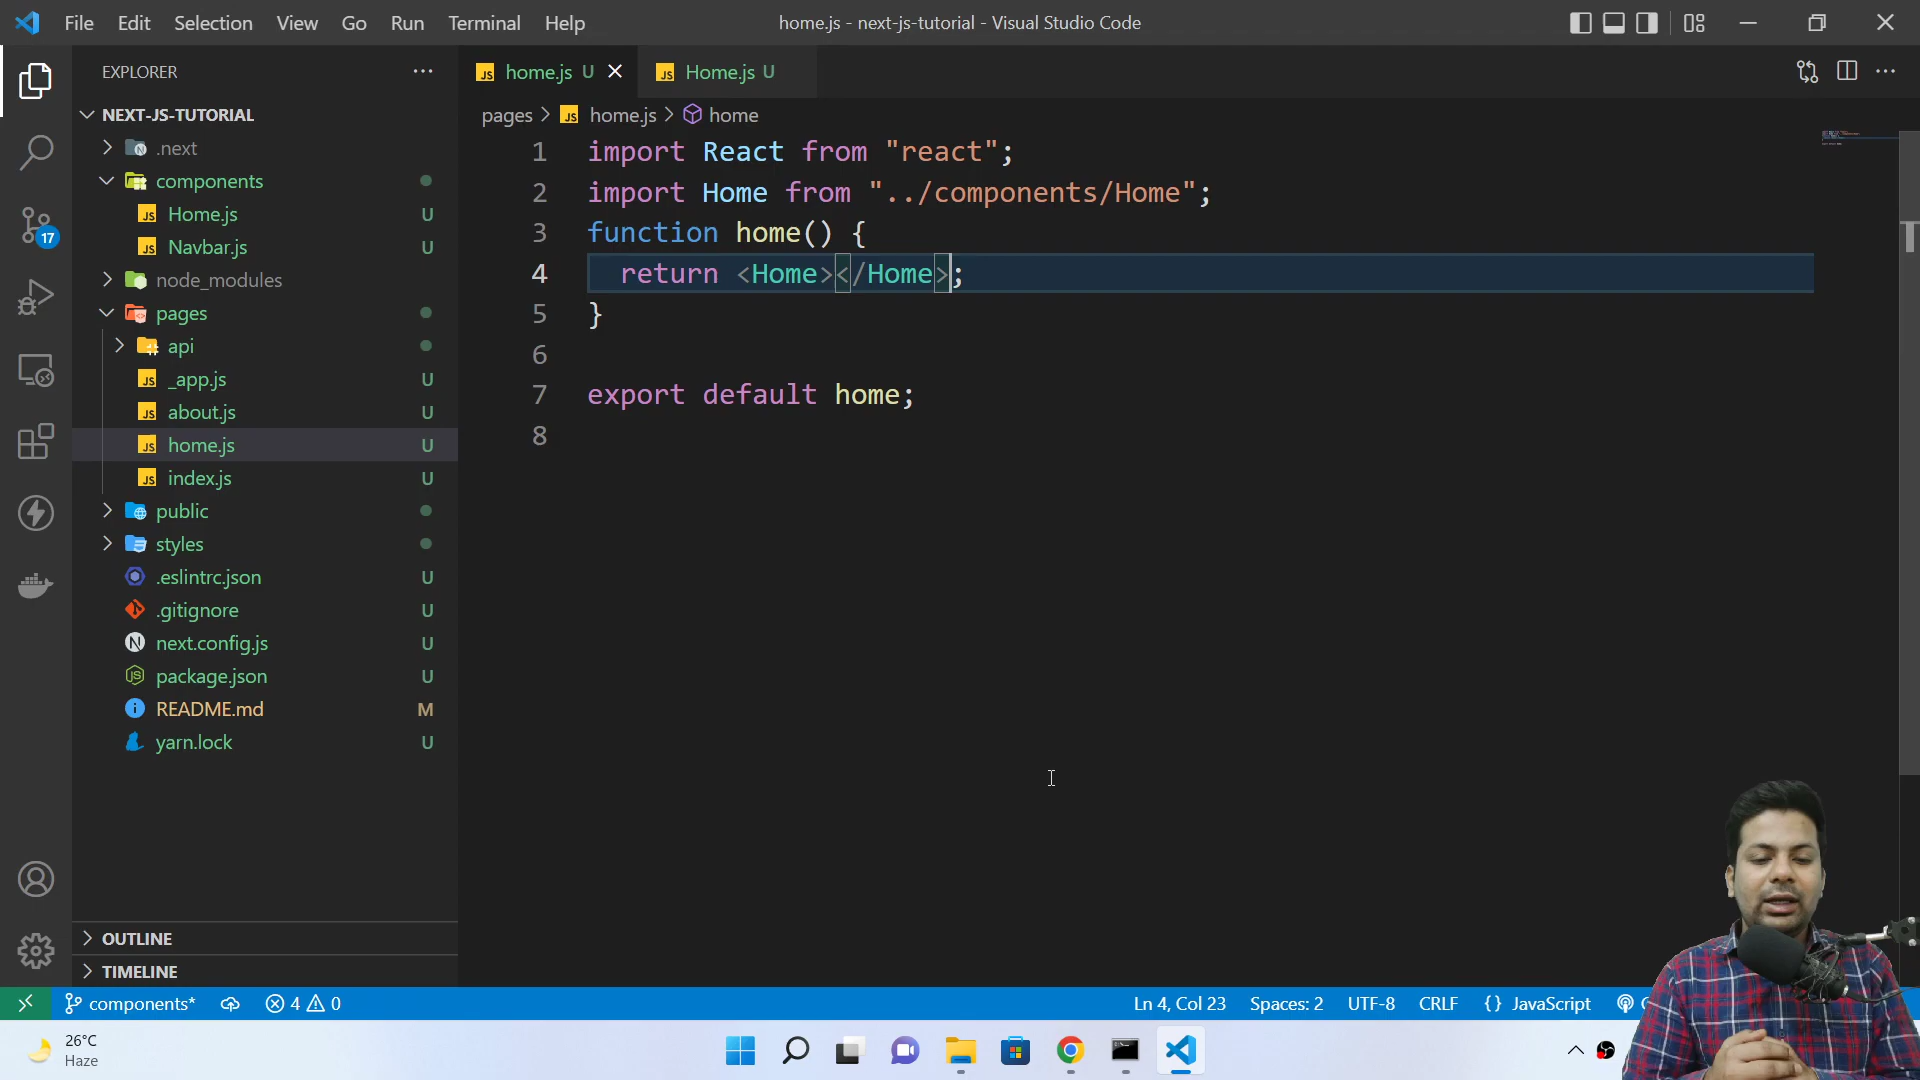 File Edit Selection View Go Run Terminal Help
home.js - next-js-tutorial - Visual Studio Code
EXPLORER
NEXT-JS-TUTORIAL
.next
components
Home.js U
Navbar.js U
node_modules
pages
api
_app.js U
about.js U
home.js U
index.js U
public
styles
.eslintrc.json U
.gitignore U
next.config.js U
package.json U
README.md M
yarn.lock U
OUTLINE
TIMELINE
17
home.js U
Home.js U
pages > home.js > home
1 import React from "react";
2 import Home from "../components/Home";
3 function home() {
4 return <Home></Home>;
5 }
6
7 export default home;
8
components* 4 0
Ln 4, Col 23 Spaces: 2 UTF-8 CRLF {} JavaScript
26°C
Haze